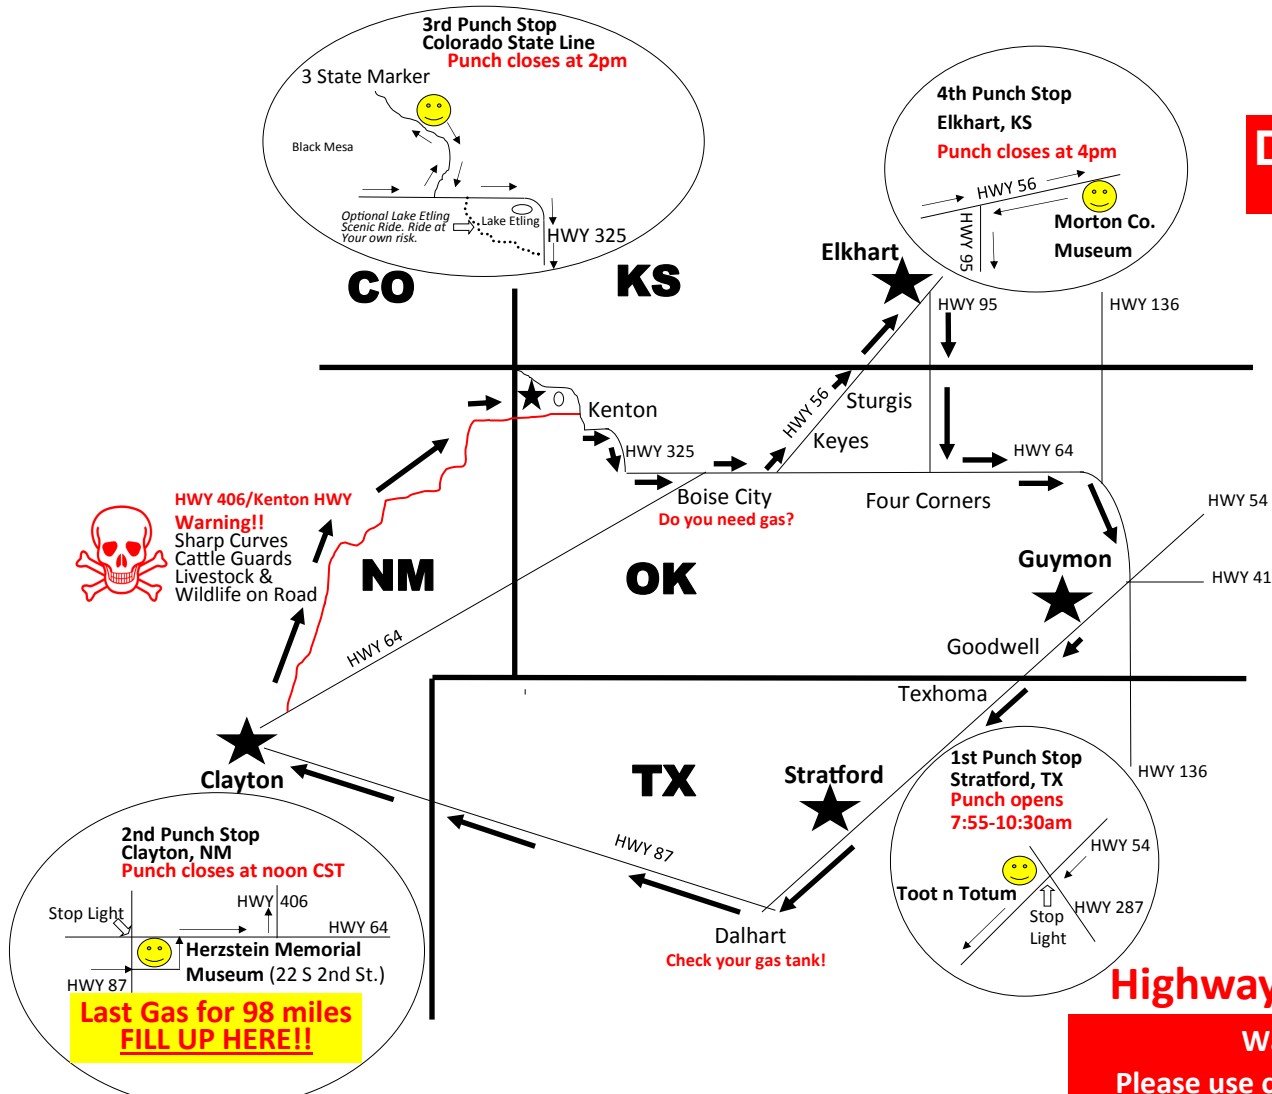 3rd Punch Stop
Colorado State Line
Punch closes at 2pm
3 State Marker
Black Mesa
Optional Lake Etling
Scenic Ride. Ride at
Your own risk.
Lake Etling
HWY 325
4th Punch Stop
Elkhart, KS
Punch closes at 4pm
HWY 56
HWY 95
Morton Co.
Museum
D
CO
KS
Elkhart
HWY 95
HWY 136
Kenton
HWY 325
HWY 56
Sturgis
Keyes
HWY 64
Boise City
Do you need gas?
Four Corners
HWY 54
HWY 406/Kenton HWY
Warning!!
Sharp Curves
Cattle Guards
Livestock &
Wildlife on Road
NM
OK
Guymon
HWY 41
HWY 64
Goodwell
Texhoma
Clayton
TX
Stratford
HWY 136
HWY 87
Dalhart
Check your gas tank!
1st Punch Stop
Stratford, TX
Punch opens
7:55-10:30am
HWY 54
Toot n Totum
HWY 287
Stop
Light
2nd Punch Stop
Clayton, NM
Punch closes at noon CST
Stop Light
HWY 406
HWY 64
Herzstein Memorial
Museum (22 S 2nd St.)
HWY 87
Last Gas for 98 miles
FILL UP HERE!!
Highway
Wa
Please use c